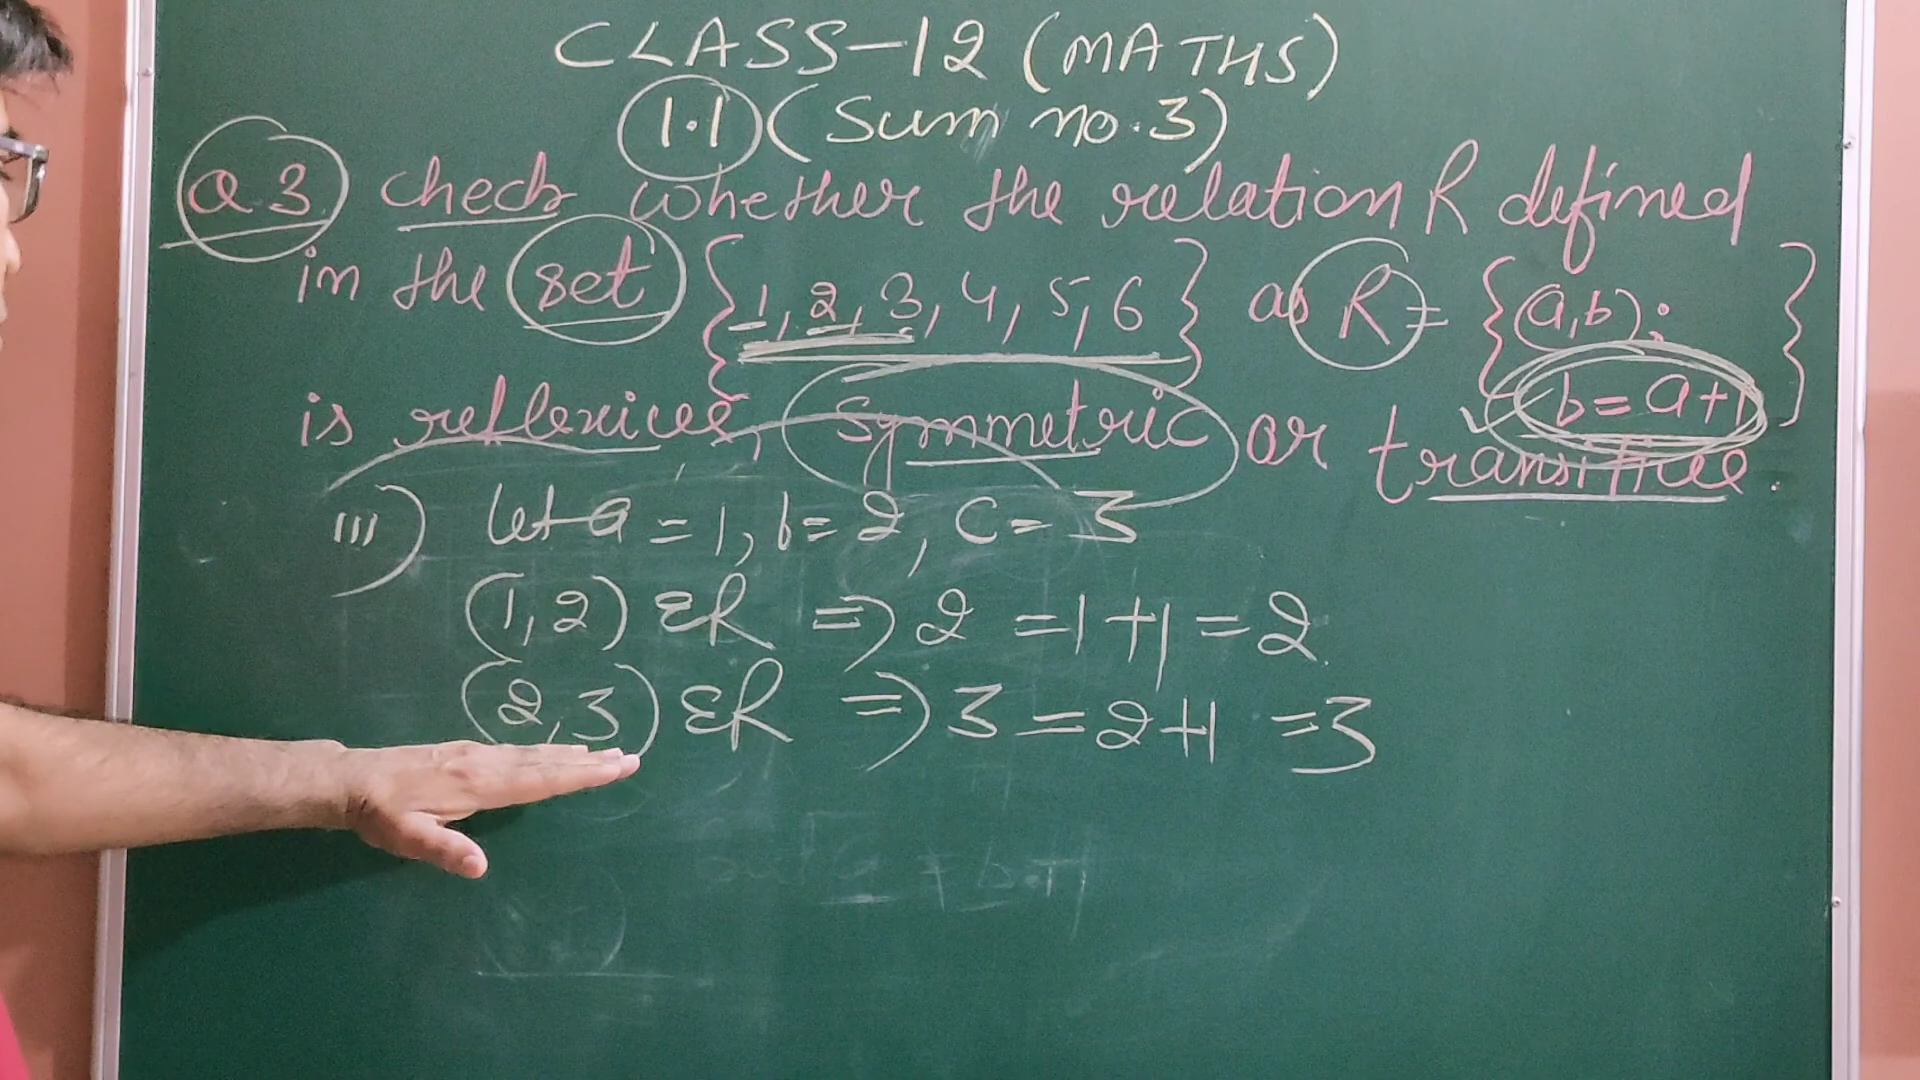 CLASS-12 (MATHS)
1.1 (Sum no.3)
Q.3 check whether the relation R defined
in the set {1, 2, 3, 4, 5, 6} as R = {(a,b):
b = a+1}
is reflexive, symmetric or transitive.
III) let a = 1, b = 2, c = 3
(1,2) ε R => 2 = 1+1 = 2
(2,3) ε R => 3 = 2+1 = 3